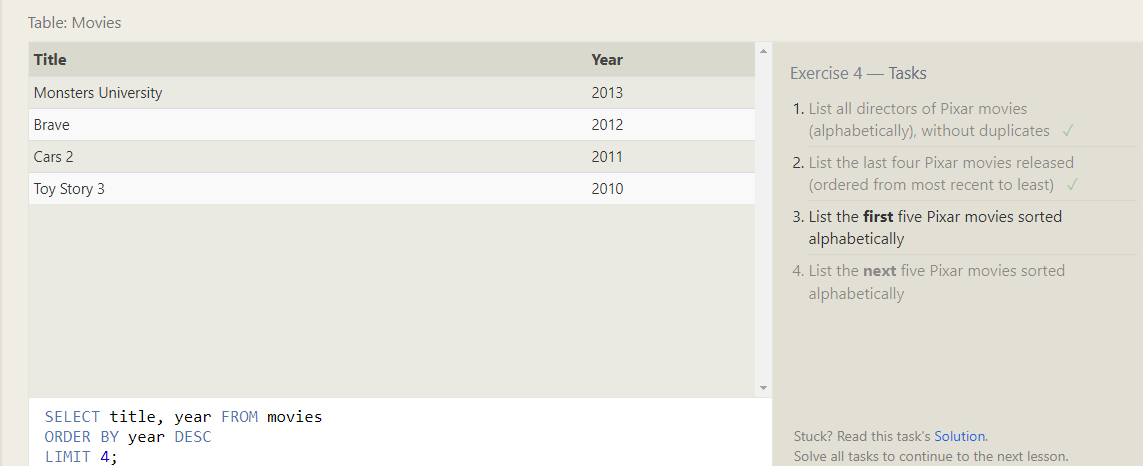 Table: Movies
Title Year
Monsters University 2013
Brave 2012
Cars 2 2011
Toy Story 3 2010
SELECT title, year FROM movies
ORDER BY year DESC
LIMIT 4;
Exercise 4 — Tasks
1. List all directors of Pixar movies
(alphabetically), without duplicates ✓
2. List the last four Pixar movies released
(ordered from most recent to least) ✓
3. List the first five Pixar movies sorted
alphabetically
4. List the next five Pixar movies sorted
alphabetically
Stuck? Read this task's Solution.
Solve all tasks to continue to the next lesson.